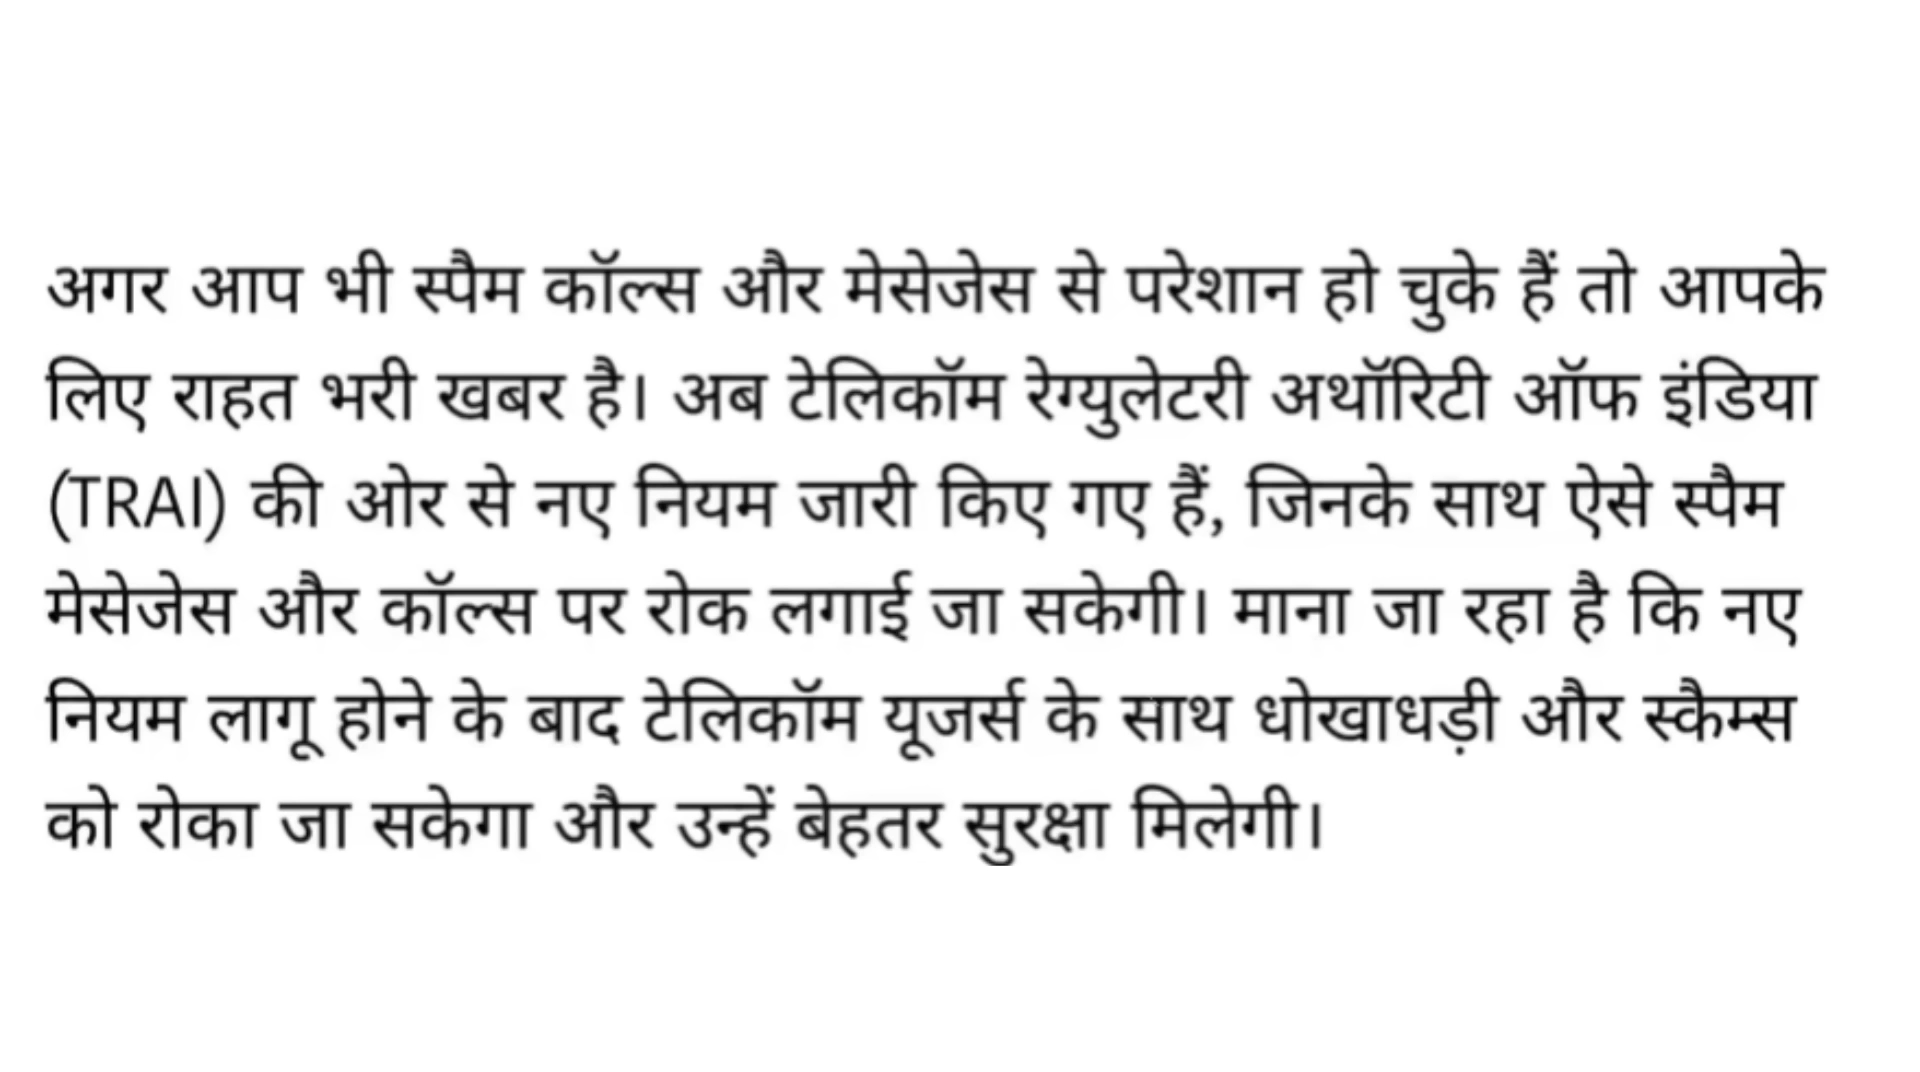 अगर आप भी स्पैम कॉल्स और मेसेजेस से परेशान हो चुके हैं तो आपके
लिए राहत भरी खबर है। अब टेलिकॉम रेग्युलेटरी अथॉरिटी ऑफ इंडिया
(TRAI) की ओर से नए नियम जारी किए गए हैं, जिनके साथ ऐसे स्पैम
मेसेजेस और कॉल्स पर रोक लगाई जा सकेगी। माना जा रहा है कि नए
नियम लागू होने के बाद टेलिकॉम यूजर्स के साथ धोखाधड़ी और स्कैम्स
को रोका जा सकेगा और उन्हें बेहतर सुरक्षा मिलेगी।